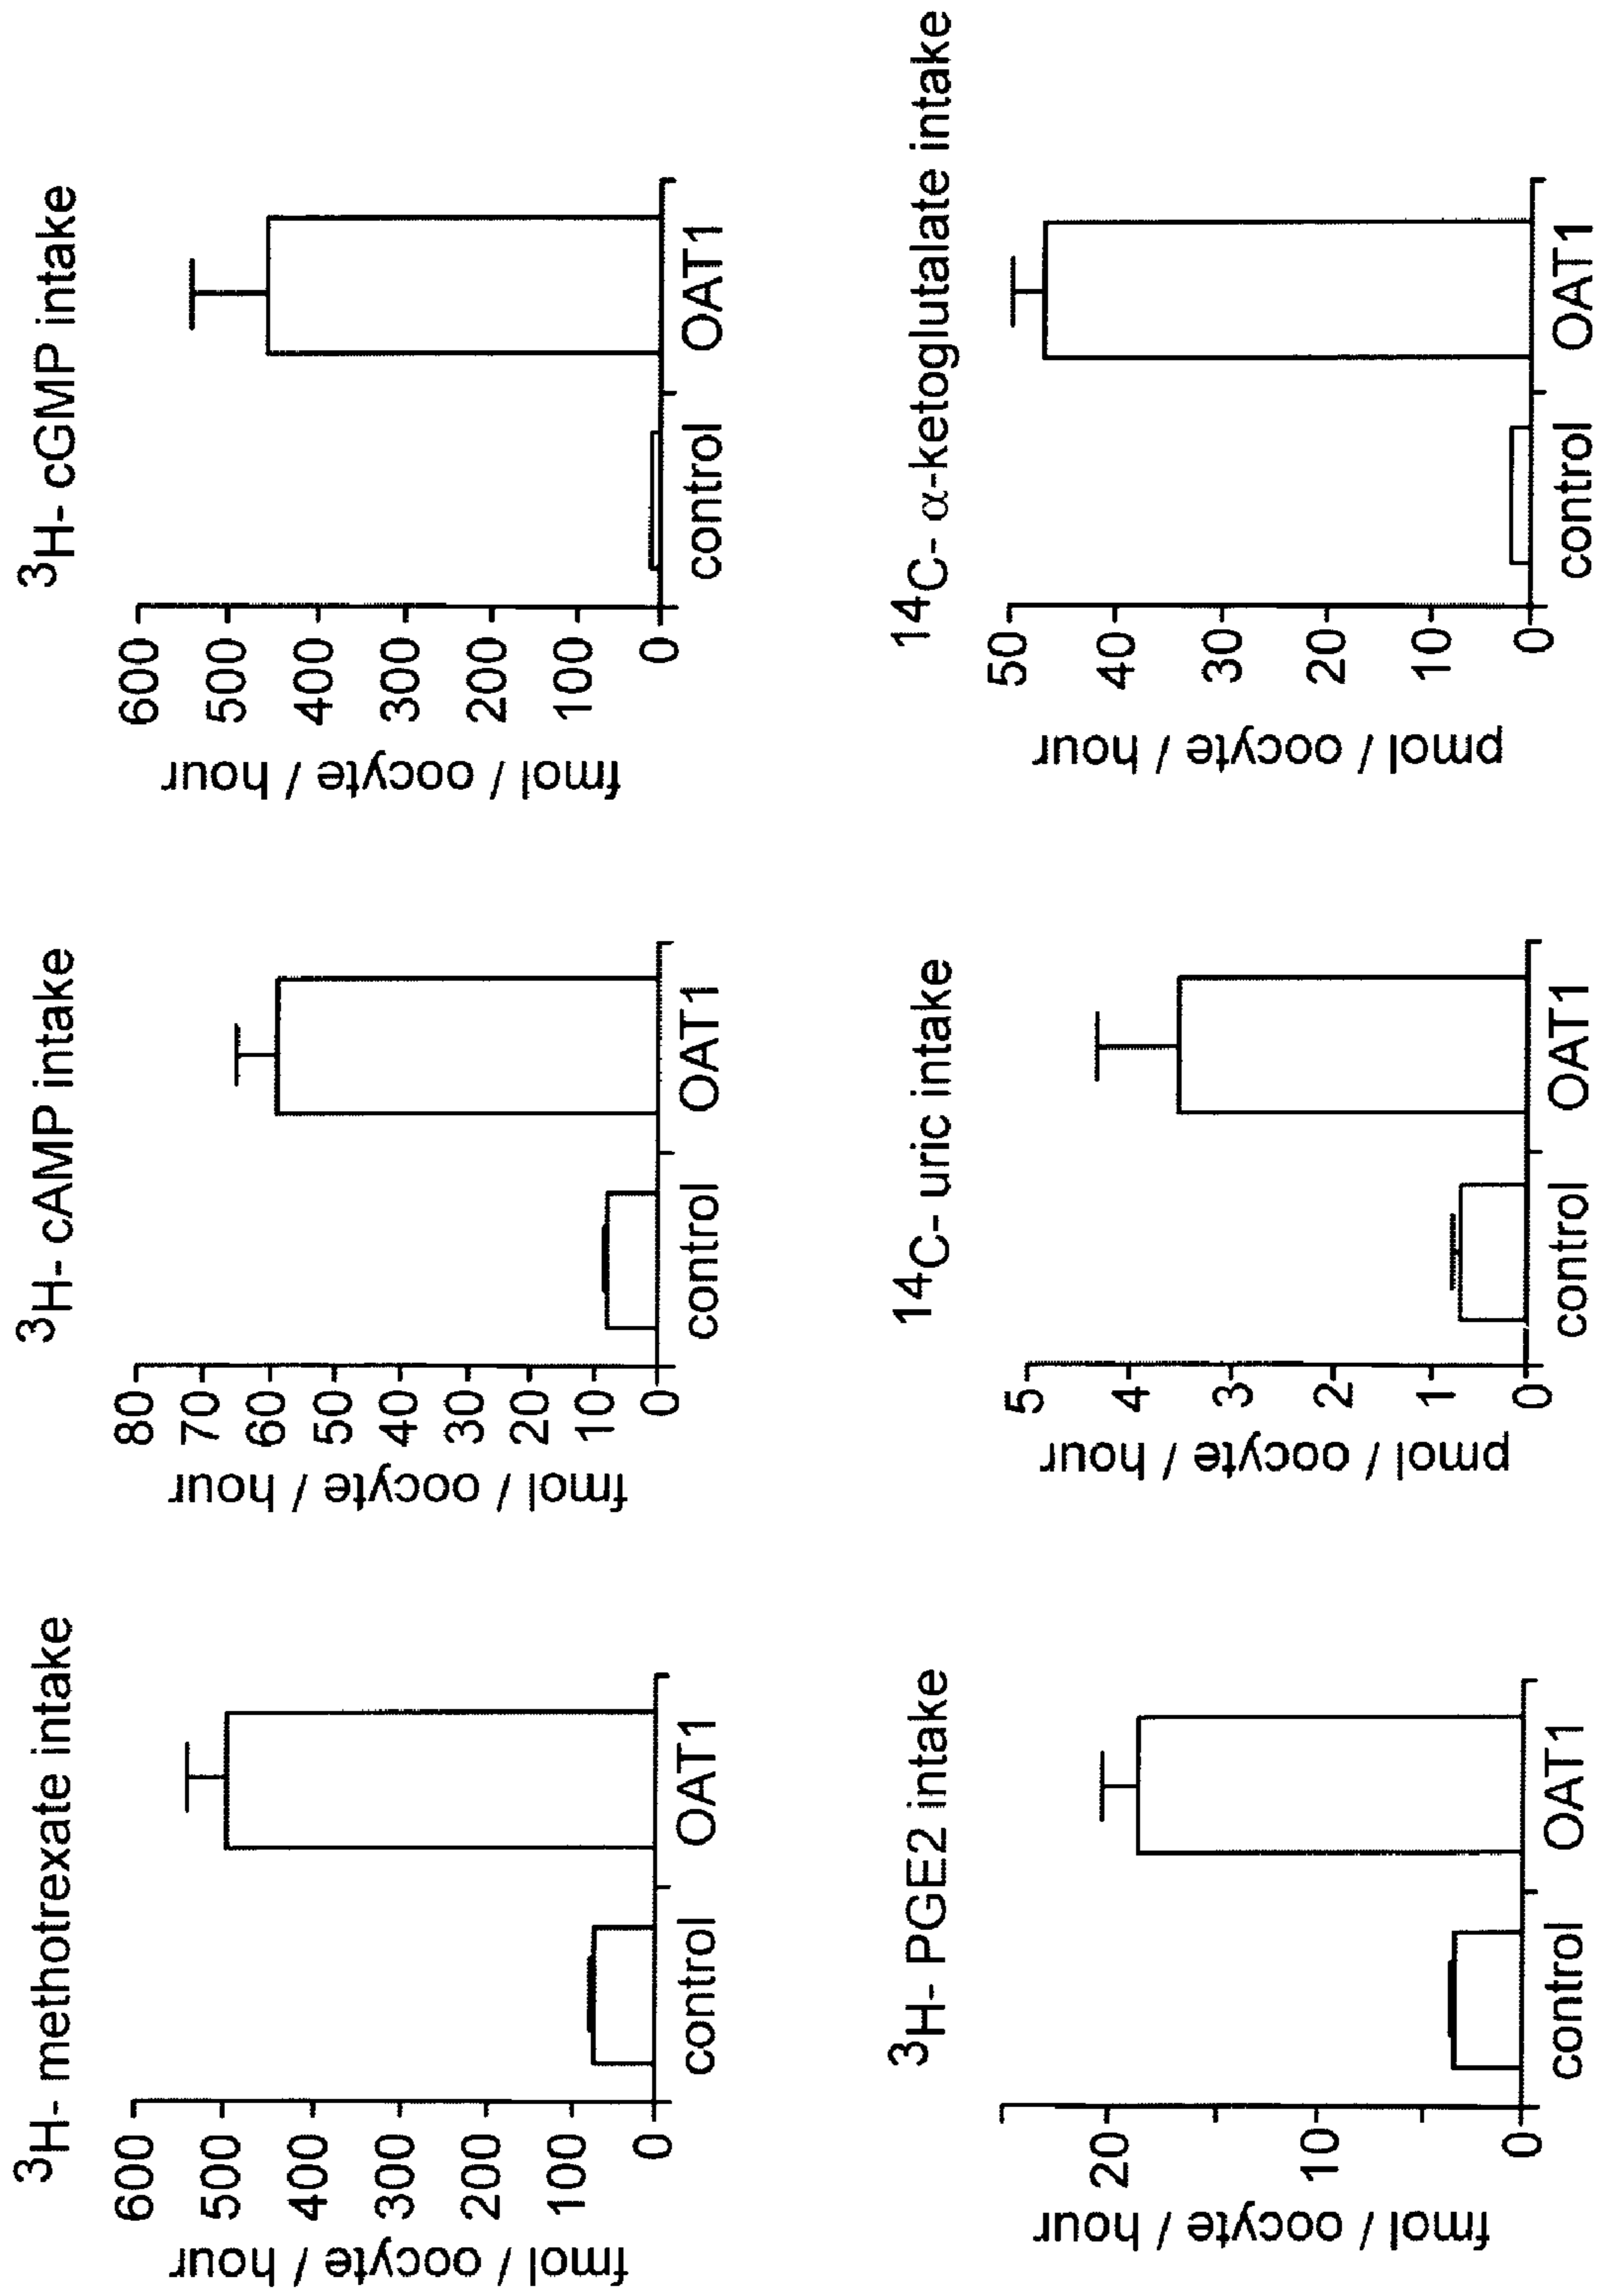 ³H- methotrexate intake
fmol / oocyte / hour
600
500
400
300
200
100
0
control OAT1
³H- cAMP intake
fmol / oocyte / hour
80
70
60
50
40
30
20
10
0
control OAT1
³H- cGMP intake
fmol / oocyte / hour
600
500
400
300
200
100
0
control OAT1
³H- PGE2 intake
fmol / oocyte / hour
20
10
0
control OAT1
¹⁴C- uric intake
pmol / oocyte / hour
5
4
3
2
1
0
control OAT1
¹⁴C- α-ketoglutalate intake
pmol / oocyte / hour
50
40
30
20
10
0
control OAT1